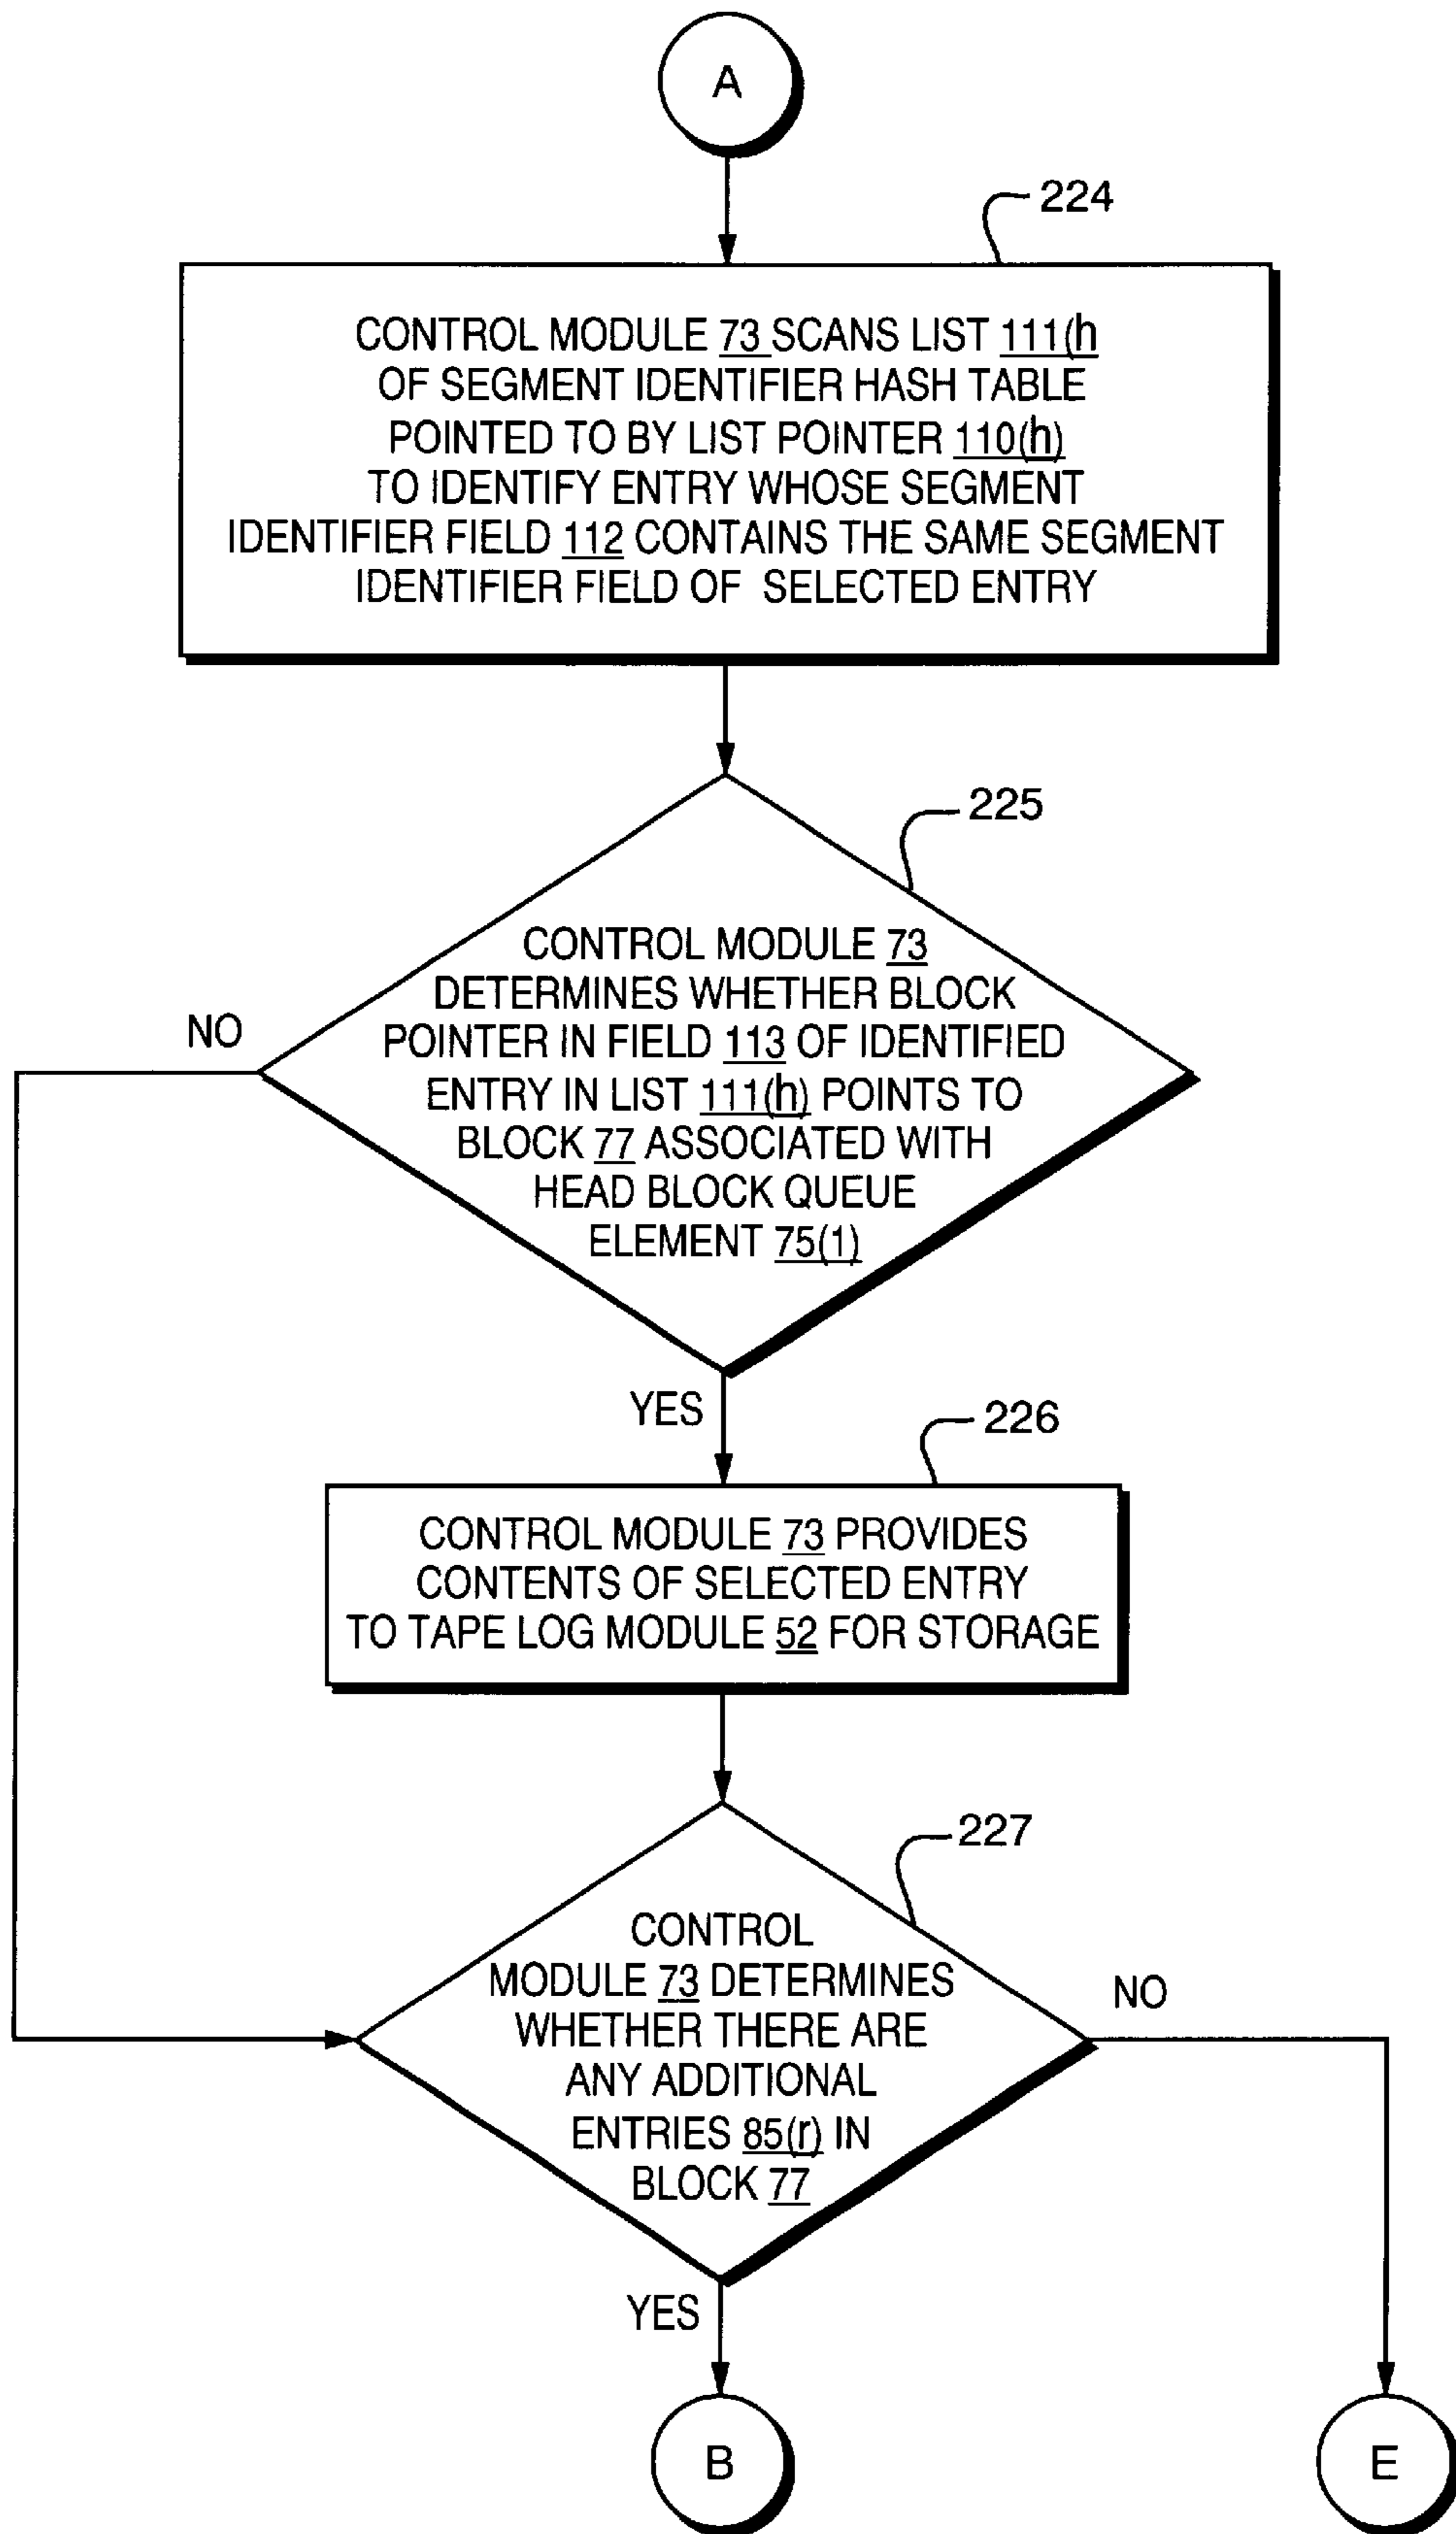 A
224
CONTROL MODULE 73 SCANS LIST 111(h
OF SEGMENT IDENTIFIER HASH TABLE
POINTED TO BY LIST POINTER 110(h)
TO IDENTIFY ENTRY WHOSE SEGMENT
IDENTIFIER FIELD 112 CONTAINS THE SAME SEGMENT
IDENTIFIER FIELD OF SELECTED ENTRY
225
CONTROL MODULE 73
DETERMINES WHETHER BLOCK
POINTER IN FIELD 113 OF IDENTIFIED
ENTRY IN LIST 111(h) POINTS TO
BLOCK 77 ASSOCIATED WITH
HEAD BLOCK QUEUE
ELEMENT 75(1)
NO
YES
226
CONTROL MODULE 73 PROVIDES
CONTENTS OF SELECTED ENTRY
TO TAPE LOG MODULE 52 FOR STORAGE
227
CONTROL
MODULE 73 DETERMINES
WHETHER THERE ARE
ANY ADDITIONAL
ENTRIES 85(r) IN
BLOCK 77
NO
YES
B
E